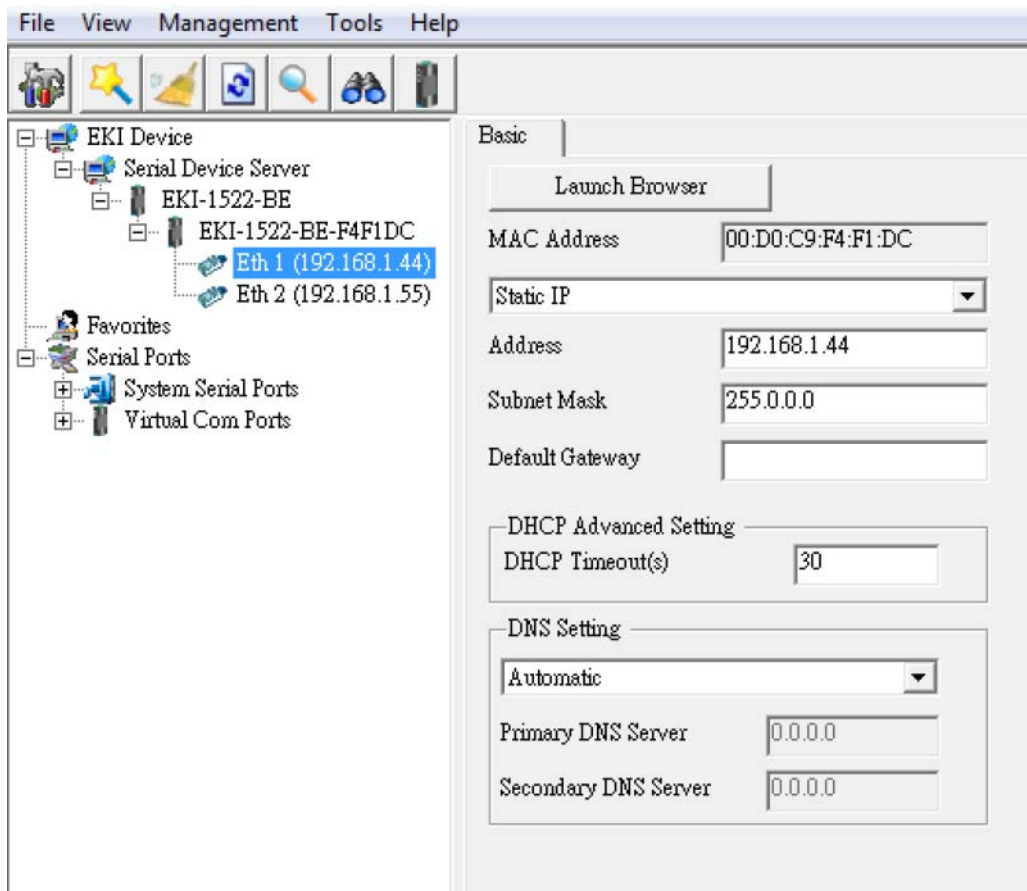 File View Management Tools Help
EKI Device
Serial Device Server
EKI-1522-BE
EKI-1522-BE-F4F1DC
Eth 1 (192.168.1.44)
Eth 2 (192.168.1.55)
Favorites
Serial Ports
System Serial Ports
Virtual Com Ports
Basic
Launch Browser
MAC Address 00:D0:C9:F4:F1:DC
Static IP
Address 192.168.1.44
Subnet Mask 255.0.0.0
Default Gateway
DHCP Advanced Setting
DHCP Timeout(s) 30
DNS Setting
Automatic
Primary DNS Server 0.0.0.0
Secondary DNS Server 0.0.0.0